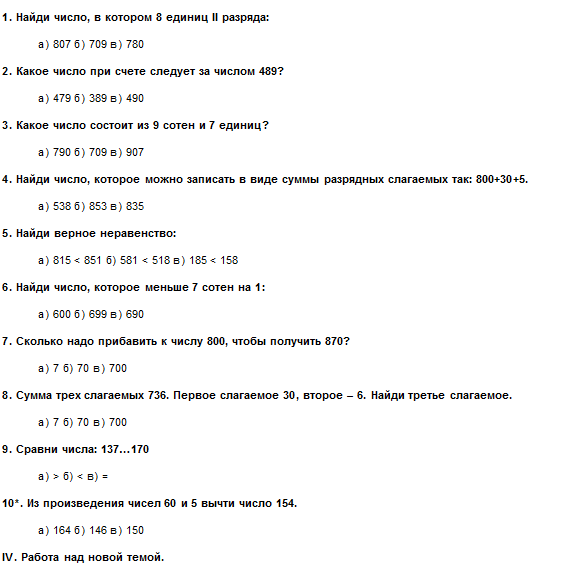 1. Найди число, в котором 8 единиц II разряда:
а) 807 б) 709 в) 780
2. Какое число при счете следует за числом 489?
а) 479 б) 389 в) 490
3. Какое число состоит из 9 сотен и 7 единиц?
а) 790 б) 709 в) 907
4. Найди число, которое можно записать в виде суммы разрядных слагаемых так: 800+30+5.
а) 538 б) 853 в) 835
5. Найди верное неравенство:
а) 815 < 851 б) 581 < 518 в) 185 < 158
6. Найди число, которое меньше 7 сотен на 1:
а) 600 б) 699 в) 690
7. Сколько надо прибавить к числу 800, чтобы получить 870?
а) 7 б) 70 в) 700
8. Сумма трех слагаемых 736. Первое слагаемое 30, второе – 6. Найди третье слагаемое.
а) 7 б) 70 в) 700
9. Сравни числа: 137…170
а) > б) < в) =
10*. Из произведения чисел 60 и 5 вычти число 154.
а) 164 б) 146 в) 150
IV. Работа над новой темой.